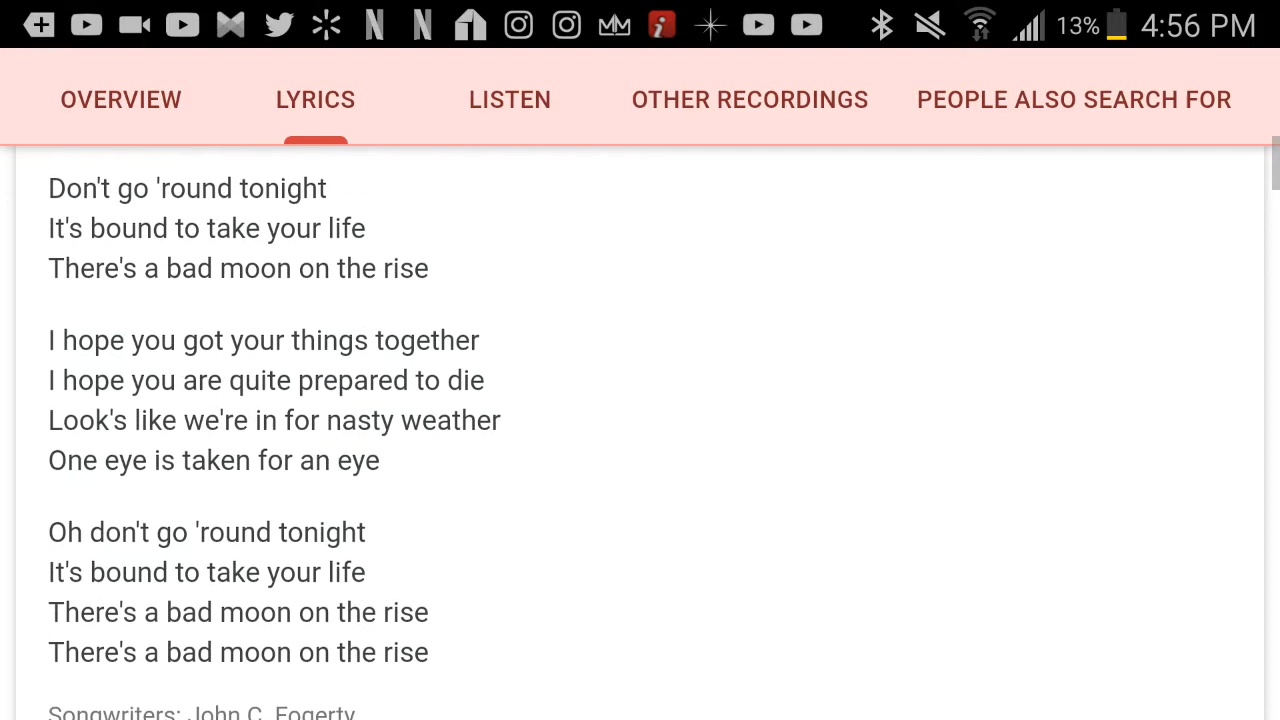 13% 4:56 PM
OVERVIEW LYRICS LISTEN OTHER RECORDINGS PEOPLE ALSO SEARCH FOR
Don't go 'round tonight
It's bound to take your life
There's a bad moon on the rise
I hope you got your things together
I hope you are quite prepared to die
Look's like we're in for nasty weather
One eye is taken for an eye
Oh don't go 'round tonight
It's bound to take your life
There's a bad moon on the rise
There's a bad moon on the rise
Songwriters: John C. Fogerty